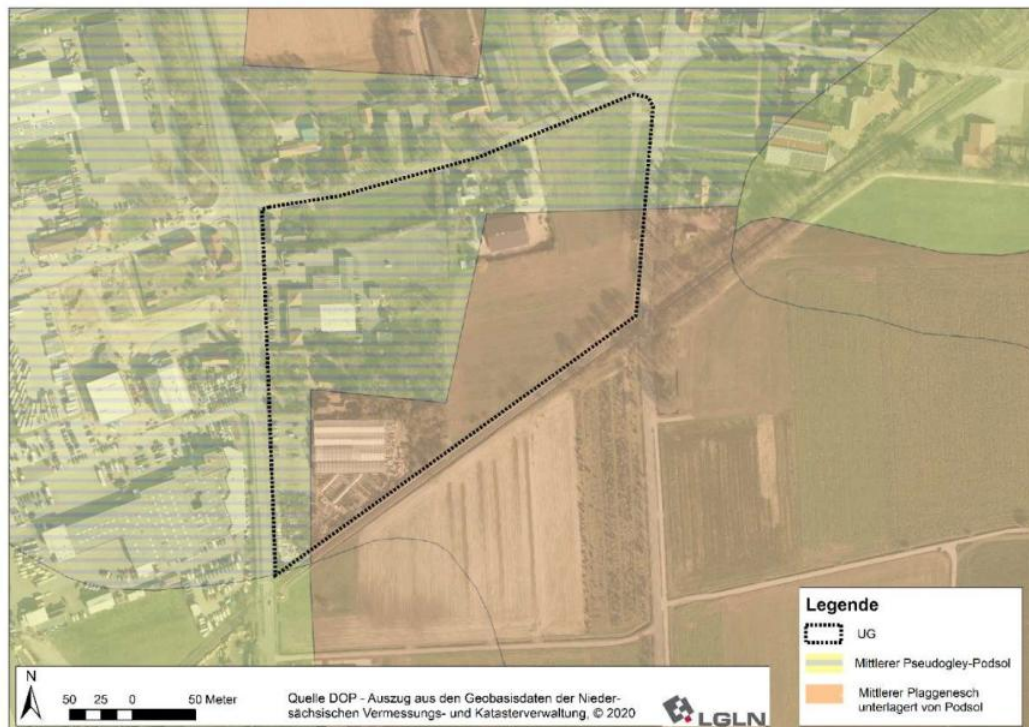 Legende
UG
Mittlerer Pseudogley-Podsol
Mittlerer Plaggenesch
unterlagert von Podsol
N
50 25 0 50 Meter
Quelle DOP - Auszug aus den Geobasisdaten der Nieder-
sächsischen Vermessungs- und Katasterverwaltung, © 2020
LGLN